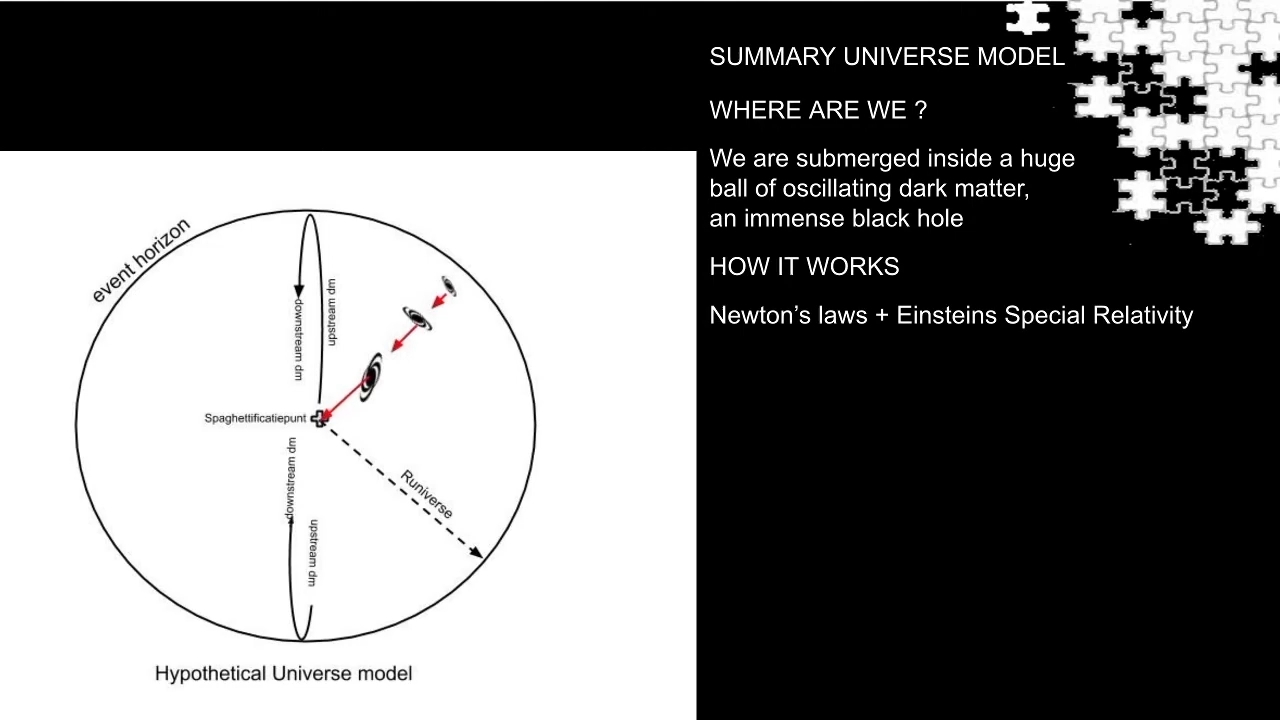 SUMMARY UNIVERSE MODEL
WHERE ARE WE ?
We are submerged inside a huge
ball of oscillating dark matter,
an immense black hole
HOW IT WORKS
Newton’s laws + Einsteins Special Relativity
event horizon
downstream dm
upstream dm
Spaghettificatiepunt
downstream dm
upstream dm
Runiverse
Hypothetical Universe model